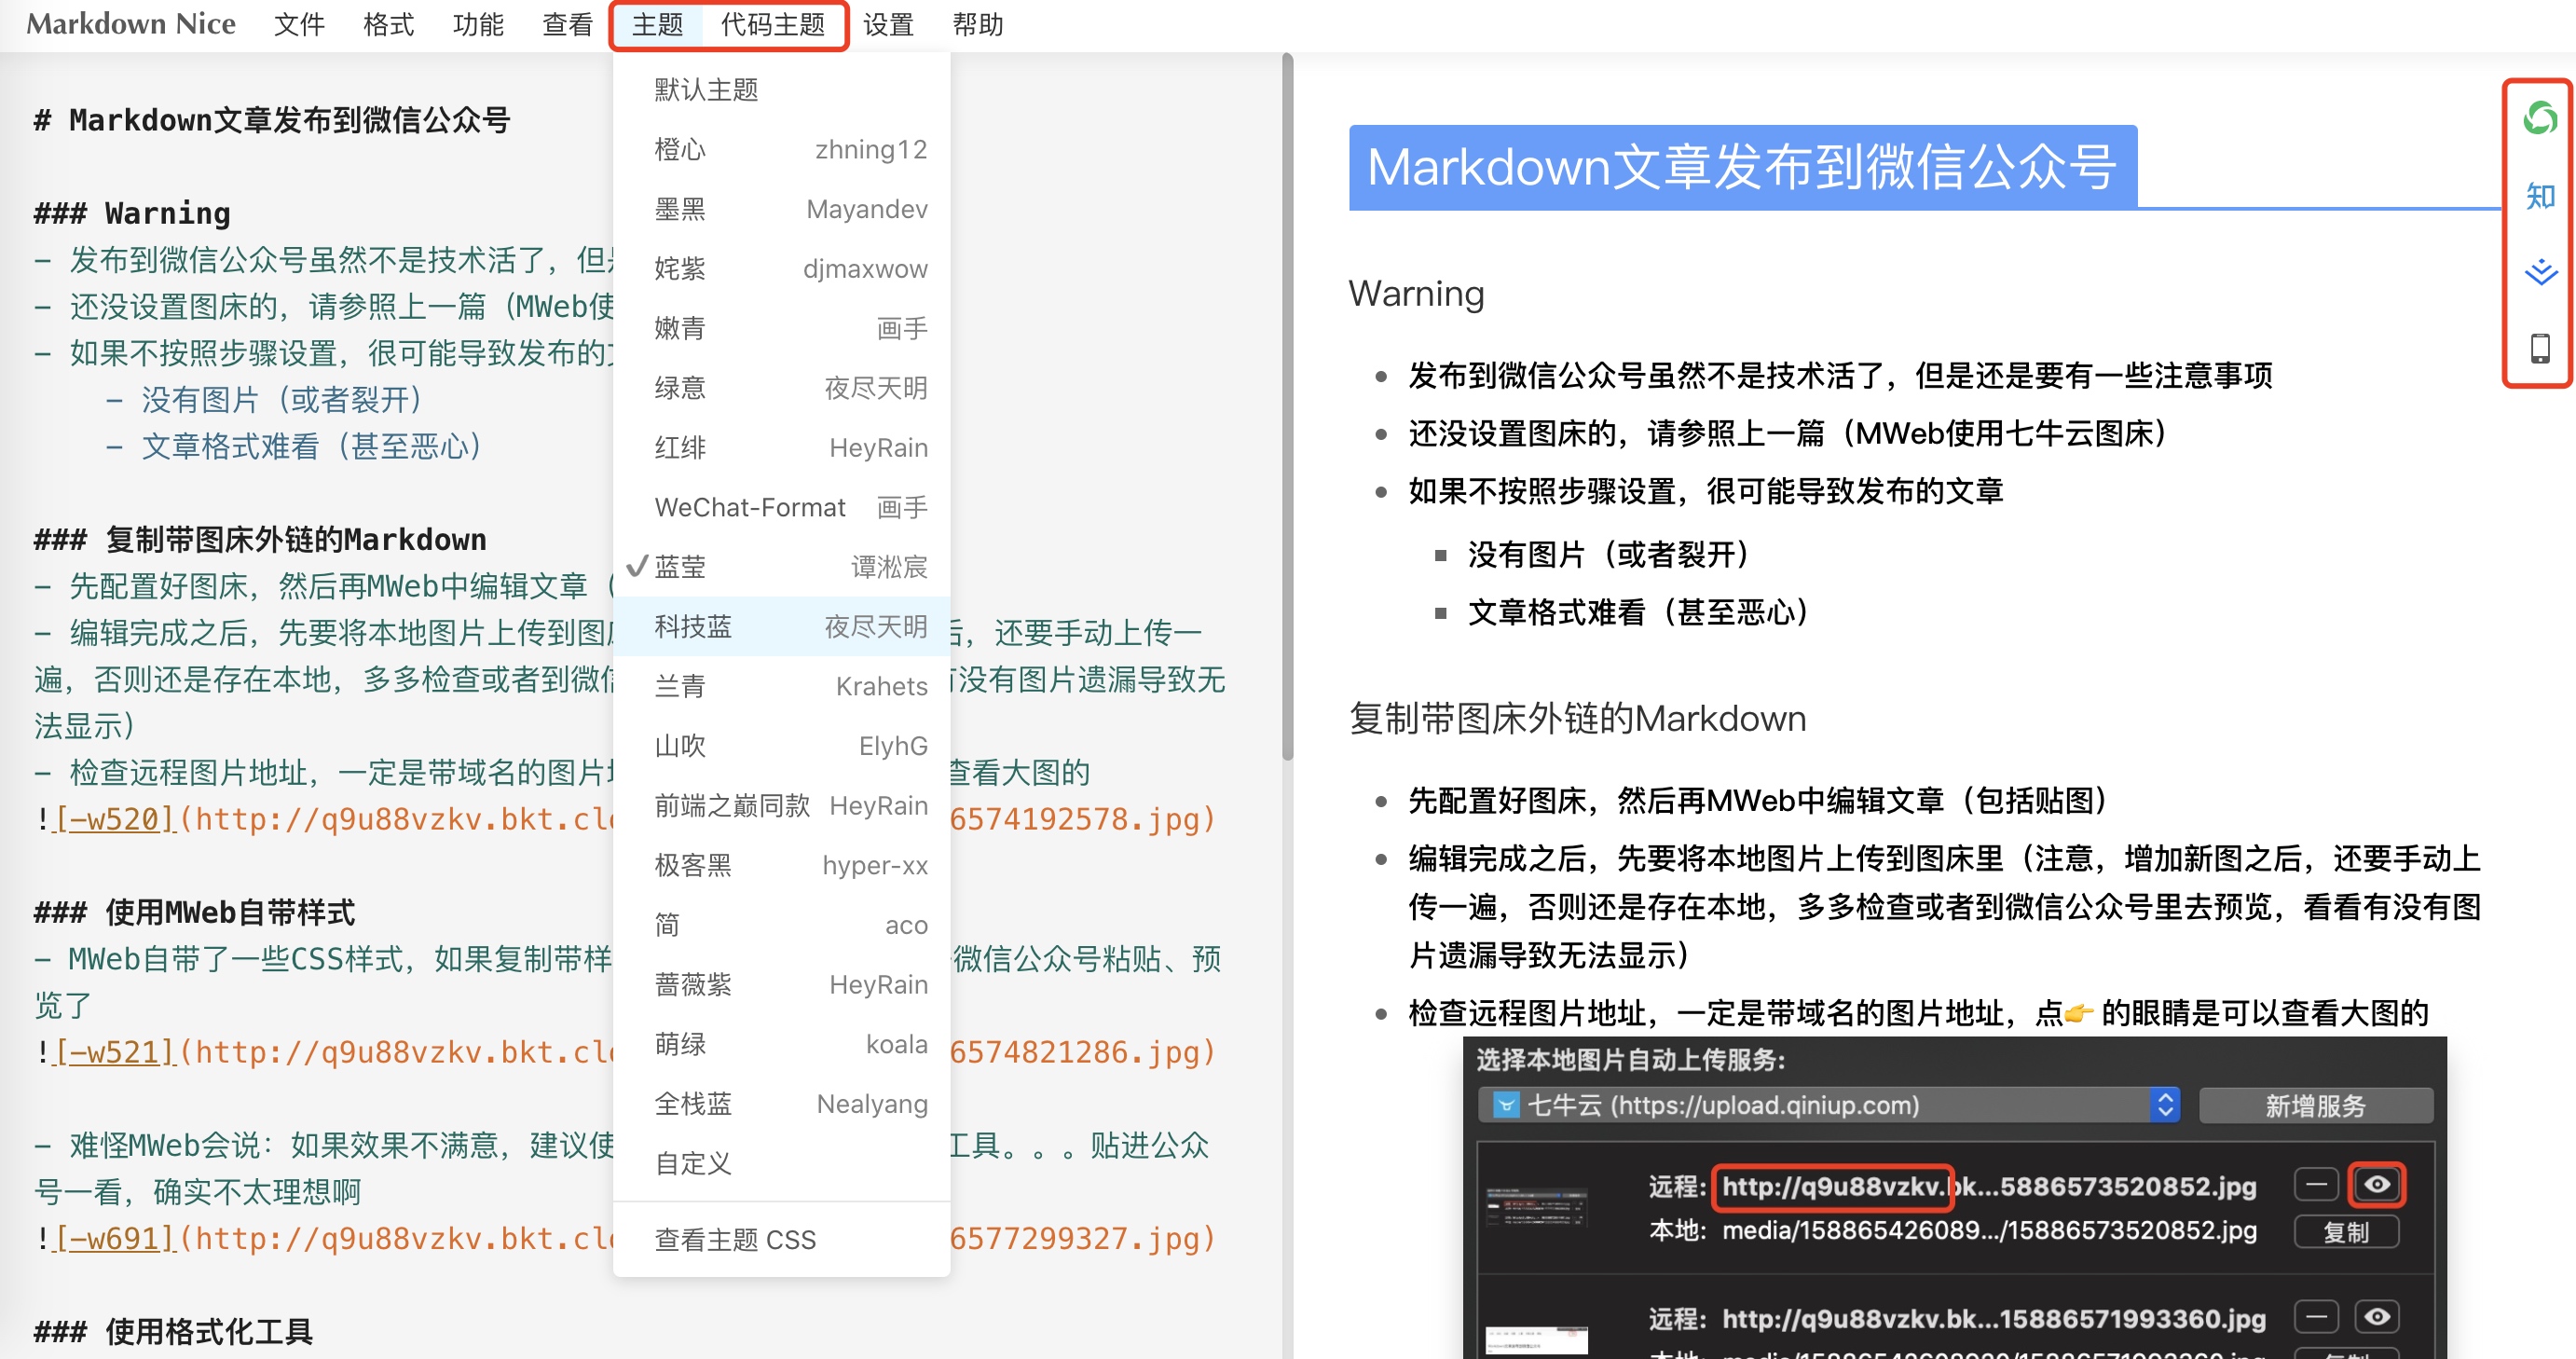 Markdown Nice 文件 格式 功能 查看 主题 代码主题 设置 帮助
# Markdown文章发布到微信公众号
### Warning
- 发布到微信公众号虽然不是技术活了，但
- 还没设置图床的，请参照上一篇（MWeb使
- 如果不按照步骤设置，很可能导致发布的
- 没有图片（或者裂开）
- 文章格式难看（甚至恶心）
### 复制带图床外链的Markdown
- 先配置好图床，然后再MWeb中编辑文章（
- 编辑完成之后，先要将本地图片上传到图 后，还要手动上传一
遍，否则还是存在本地，多多检查或者到微信 有没有图片遗漏导致无
法显示）
- 检查远程图片地址，一定是带域名的图片 查看大图的
![-w520](http://q9u88vzkv.bkt.cl 6574192578.jpg)
### 使用MWeb自带样式
- MWeb自带了一些CSS样式，如果复制带样 微信公众号粘贴、预
览了
![-w521](http://q9u88vzkv.bkt.cl 6574821286.jpg)
- 难怪MWeb会说：如果效果不满意，建议使 工具。。。贴进公众
号一看，确实不太理想啊
![-w691](http://q9u88vzkv.bkt.cl 6577299327.jpg)
### 使用格式化工具
默认主题
橙心 zhning12
墨黑 Mayandev
姹紫 djmaxwow
嫩青 画手
绿意 夜尽天明
红绯 HeyRain
WeChat-Format 画手
蓝莹 谭淞宸
科技蓝 夜尽天明
兰青 Krahets
山吹 ElyhG
前端之巅同款 HeyRain
极客黑 hyper-xx
简 aco
蔷薇紫 HeyRain
萌绿 koala
全栈蓝 Nealyang
自定义
查看主题 CSS
Markdown文章发布到微信公众号
Warning
发布到微信公众号虽然不是技术活了，但是还是要有一些注意事项
还没设置图床的，请参照上一篇（MWeb使用七牛云图床）
如果不按照步骤设置，很可能导致发布的文章
没有图片（或者裂开）
文章格式难看（甚至恶心）
复制带图床外链的Markdown
先配置好图床，然后再MWeb中编辑文章（包括贴图）
编辑完成之后，先要将本地图片上传到图床里（注意，增加新图之后，还要手动上
传一遍，否则还是存在本地，多多检查或者到微信公众号里去预览，看看有没有图
片遗漏导致无法显示）
检查远程图片地址，一定是带域名的图片地址，点👉 的眼睛是可以查看大图的
选择本地图片自动上传服务:
七牛云 (https://upload.qiniup.com) 新增服务
远程: http://q9u88vzkv.bk...5886573520852.jpg
本地: media/158865426089.../15886573520852.jpg 复制
远程: http://q9u88vzkv.bk...15886571993360.jpg
知